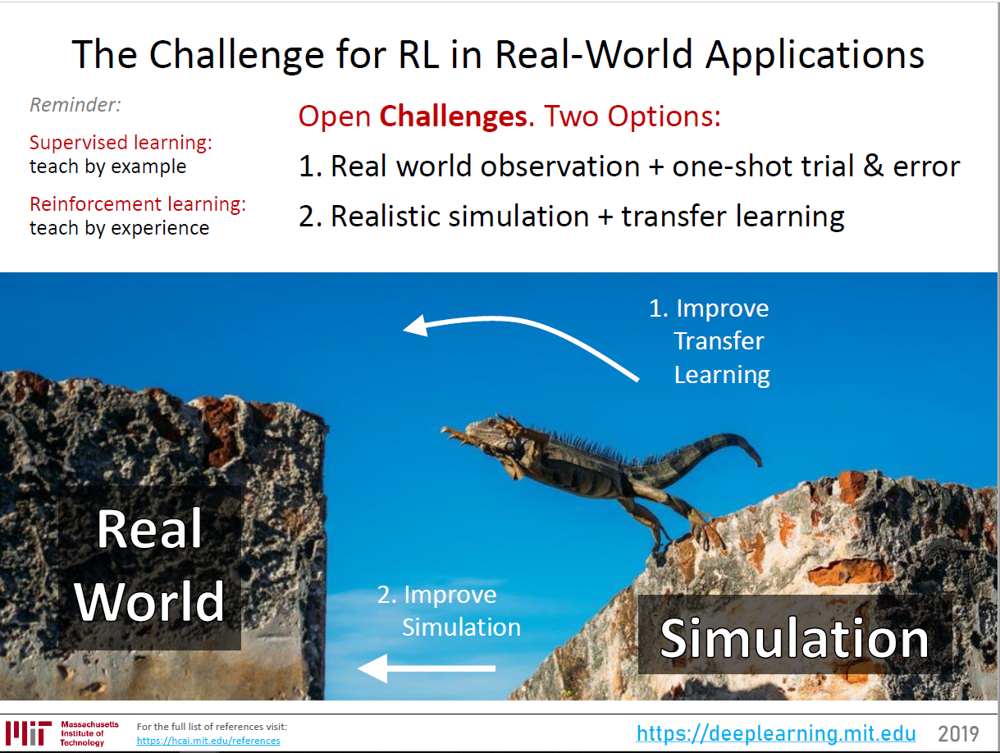 The Challenge for RL in Real-World Applications
Reminder:
Supervised learning:
teach by example
Reinforcement learning:
teach by experience
Open Challenges. Two Options:
1. Real world observation + one-shot trial & error
2. Realistic simulation + transfer learning
1. Improve
Transfer
Learning
Real
World
2. Improve
Simulation
Simulation
MIT
Massachusetts
Institute of
Technology
For the full list of references visit:
https://hcai.mit.edu/references
https://deeplearning.mit.edu 2019